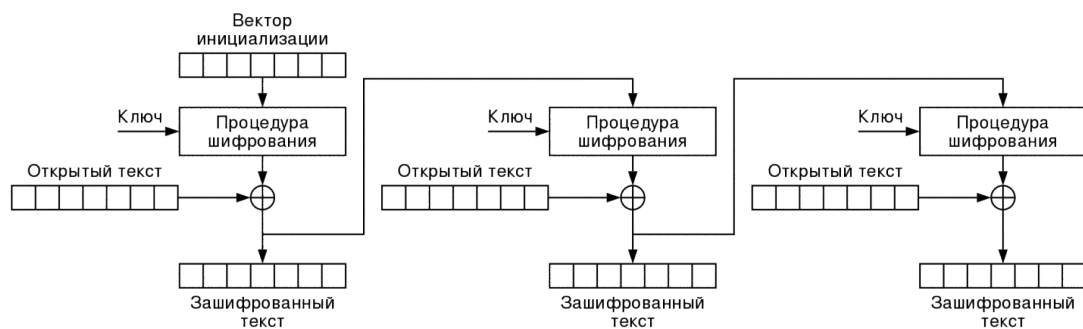 Вектор
инициализации
Ключ
Процедура
шифрования
Ключ
Процедура
шифрования
Ключ
Процедура
шифрования
Открытый текст
Открытый текст
Открытый текст
Зашифрованный
текст
Зашифрованный
текст
Зашифрованный
текст